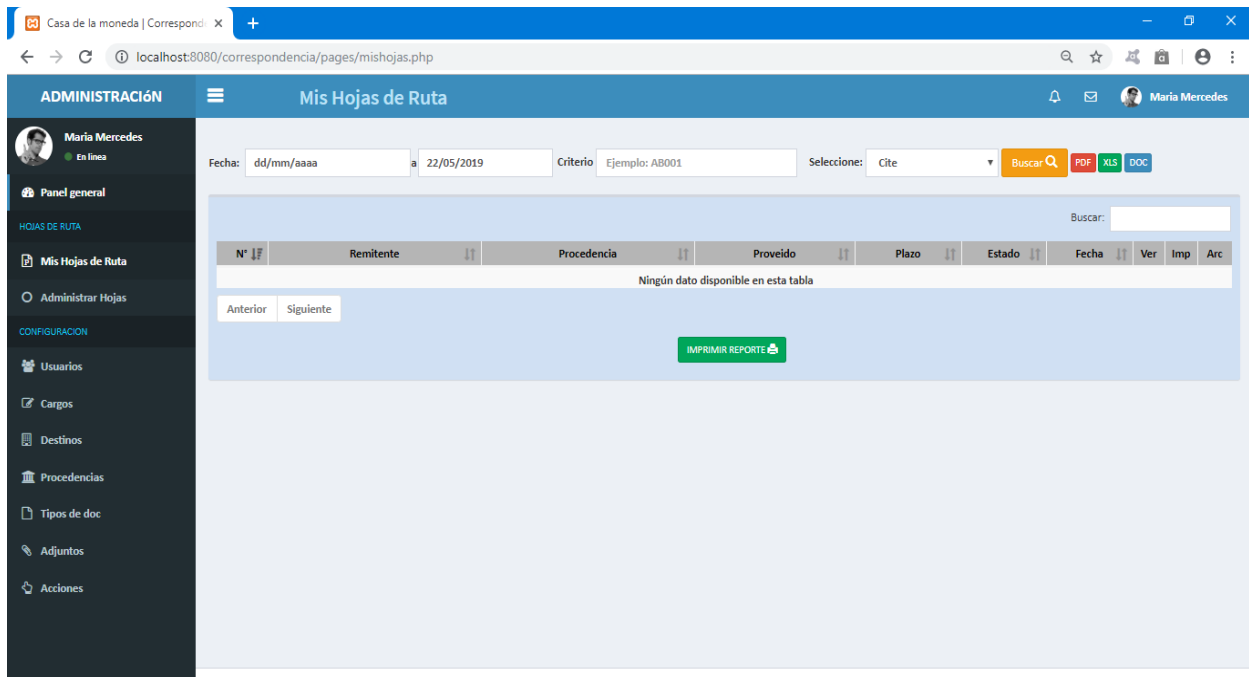 Casa de la moneda | Correspond
localhost:8080/correspondencia/pages/mishojas.php
ADMINISTRACIóN
Mis Hojas de Ruta
Maria Mercedes
Maria Mercedes
En linea
Panel general
HOJAS DE RUTA
Mis Hojas de Ruta
Administrar Hojas
CONFIGURACION
Usuarios
Cargos
Destinos
Procedencias
Tipos de doc
Adjuntos
Acciones
Fecha: dd/mm/aaaa a 22/05/2019 Criterio Ejemplo: AB001 Seleccione: Cite Buscar PDF XLS DOC
Buscar:
N° Remitente Procedencia Proveido Plazo Estado Fecha Ver Imp Arc
Ningún dato disponible en esta tabla
Anterior Siguiente
IMPRIMIR REPORTE